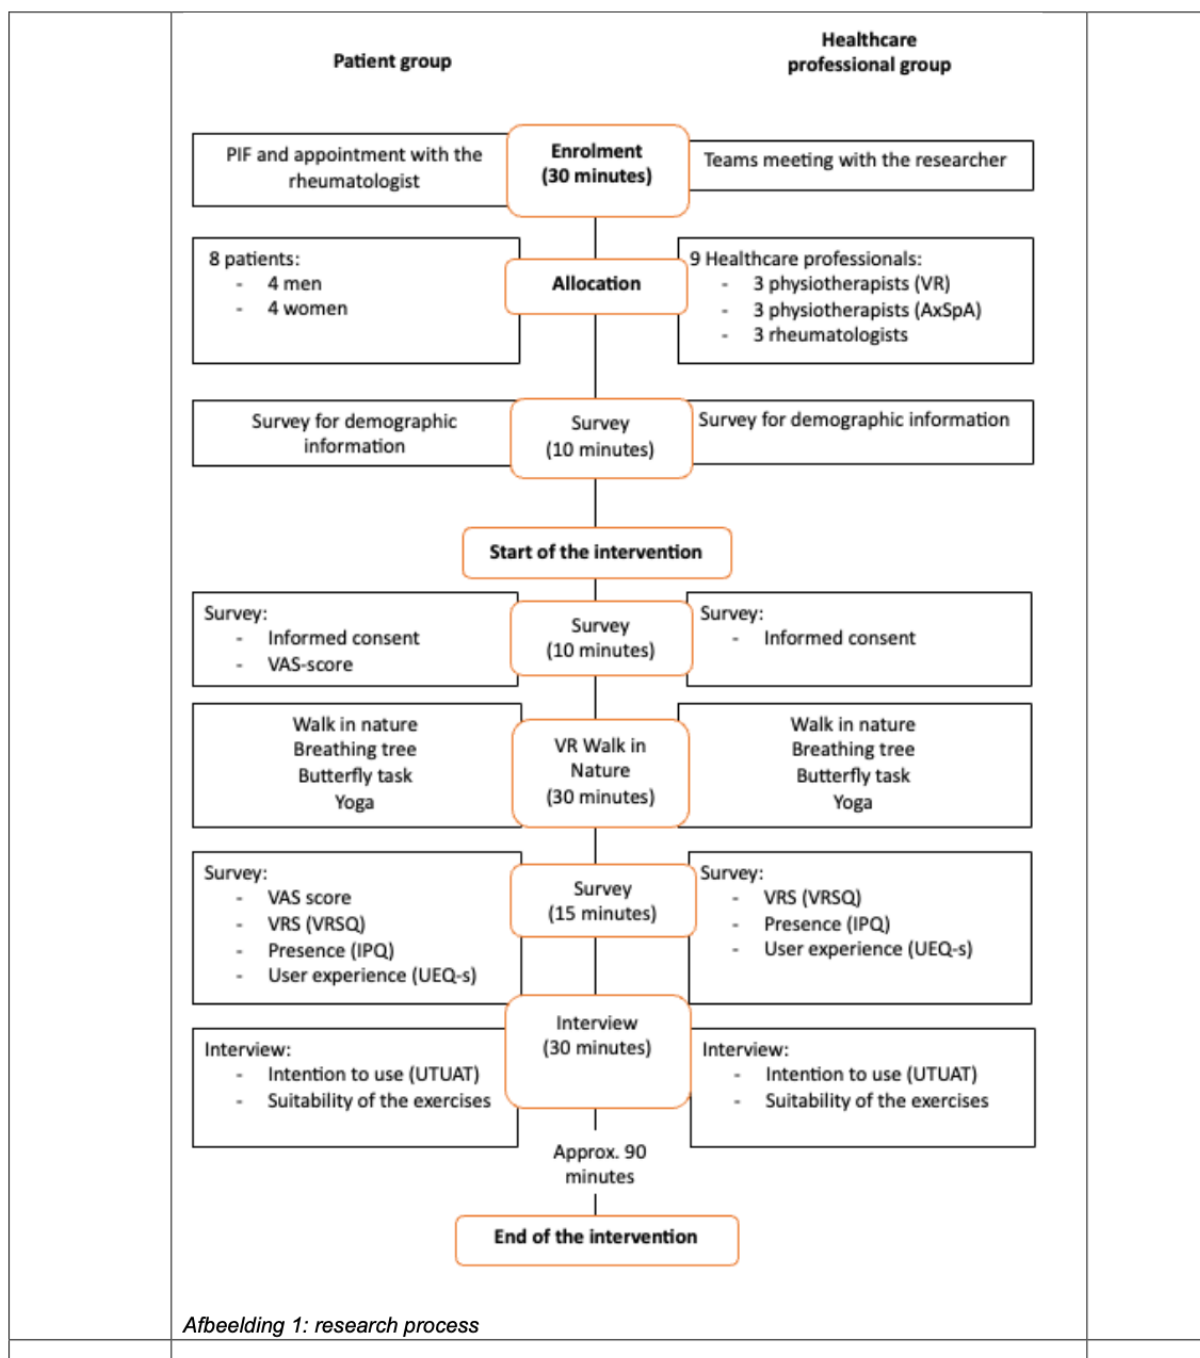 Patient group
Healthcare
professional group
PIF and appointment with the
rheumatologist
Enrolment
(30 minutes)
Teams meeting with the researcher
8 patients:
- 4 men
- 4 women
Allocation
9 Healthcare professionals:
- 3 physiotherapists (VR)
- 3 physiotherapists (AxSpA)
- 3 rheumatologists
Survey for demographic
information
Survey
(10 minutes)
Survey for demographic information
Start of the intervention
Survey:
- Informed consent
- VAS-score
Survey
(10 minutes)
Survey:
- Informed consent
Walk in nature
Breathing tree
Butterfly task
Yoga
VR Walk in
Nature
(30 minutes)
Walk in nature
Breathing tree
Butterfly task
Yoga
Survey:
- VAS score
- VRS (VRSQ)
- Presence (IPQ)
- User experience (UEQ-s)
Survey
(15 minutes)
Survey:
- VRS (VRSQ)
- Presence (IPQ)
- User experience (UEQ-s)
Interview:
- Intention to use (UTUAT)
- Suitability of the exercises
Interview
(30 minutes)
Interview:
- Intention to use (UTUAT)
- Suitability of the exercises
Approx. 90
minutes
End of the intervention
Afbeelding 1: research process